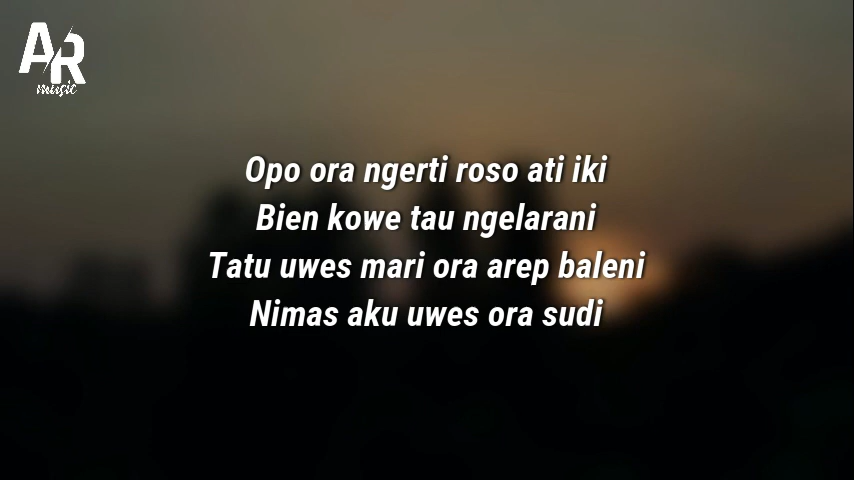 AR
music
Opo ora ngerti roso ati iki
Bien kowe tau ngelarani
Tatu uwes mari ora arep baleni
Nimas aku uwes ora sudi